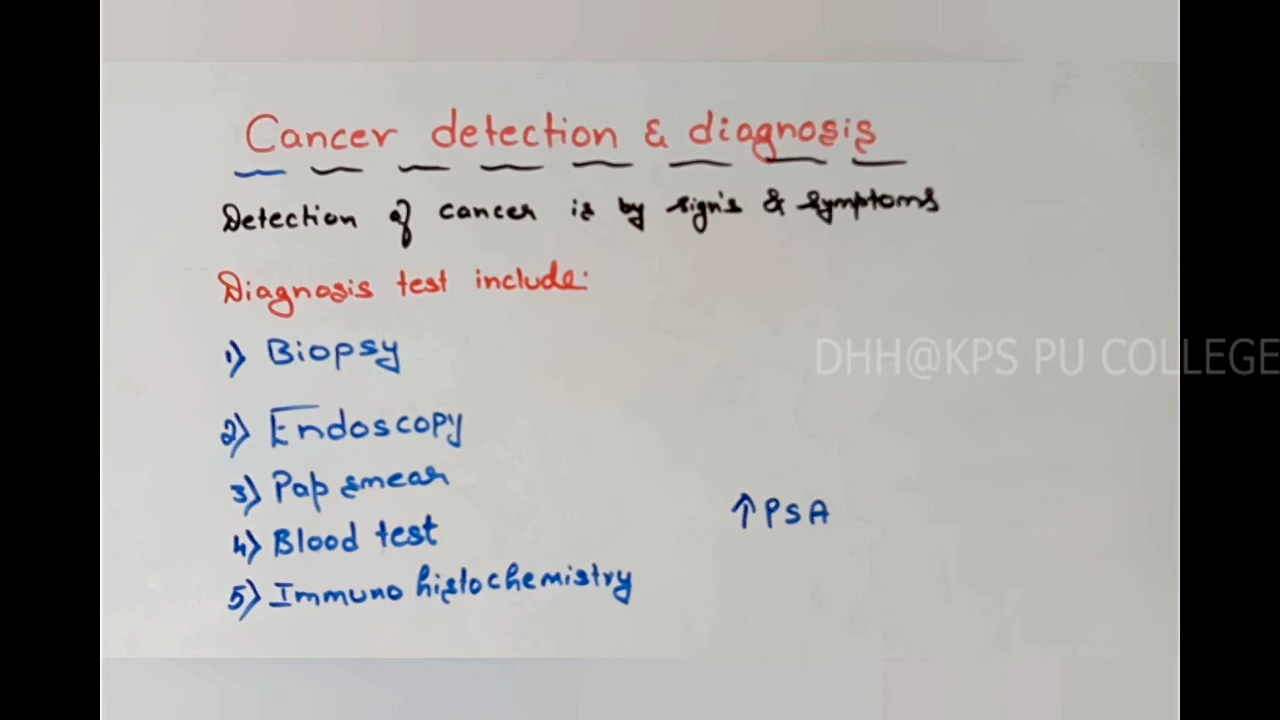 Cancer detection & diagnosis
Detection of cancer is by sign's & symptoms
Diagnosis test include:
1) Biopsy
DHH@KPS PU COLLEGE
2) Endoscopy
3) Pap smear
↑ PSA
4) Blood test
5) Immuno histochemistry